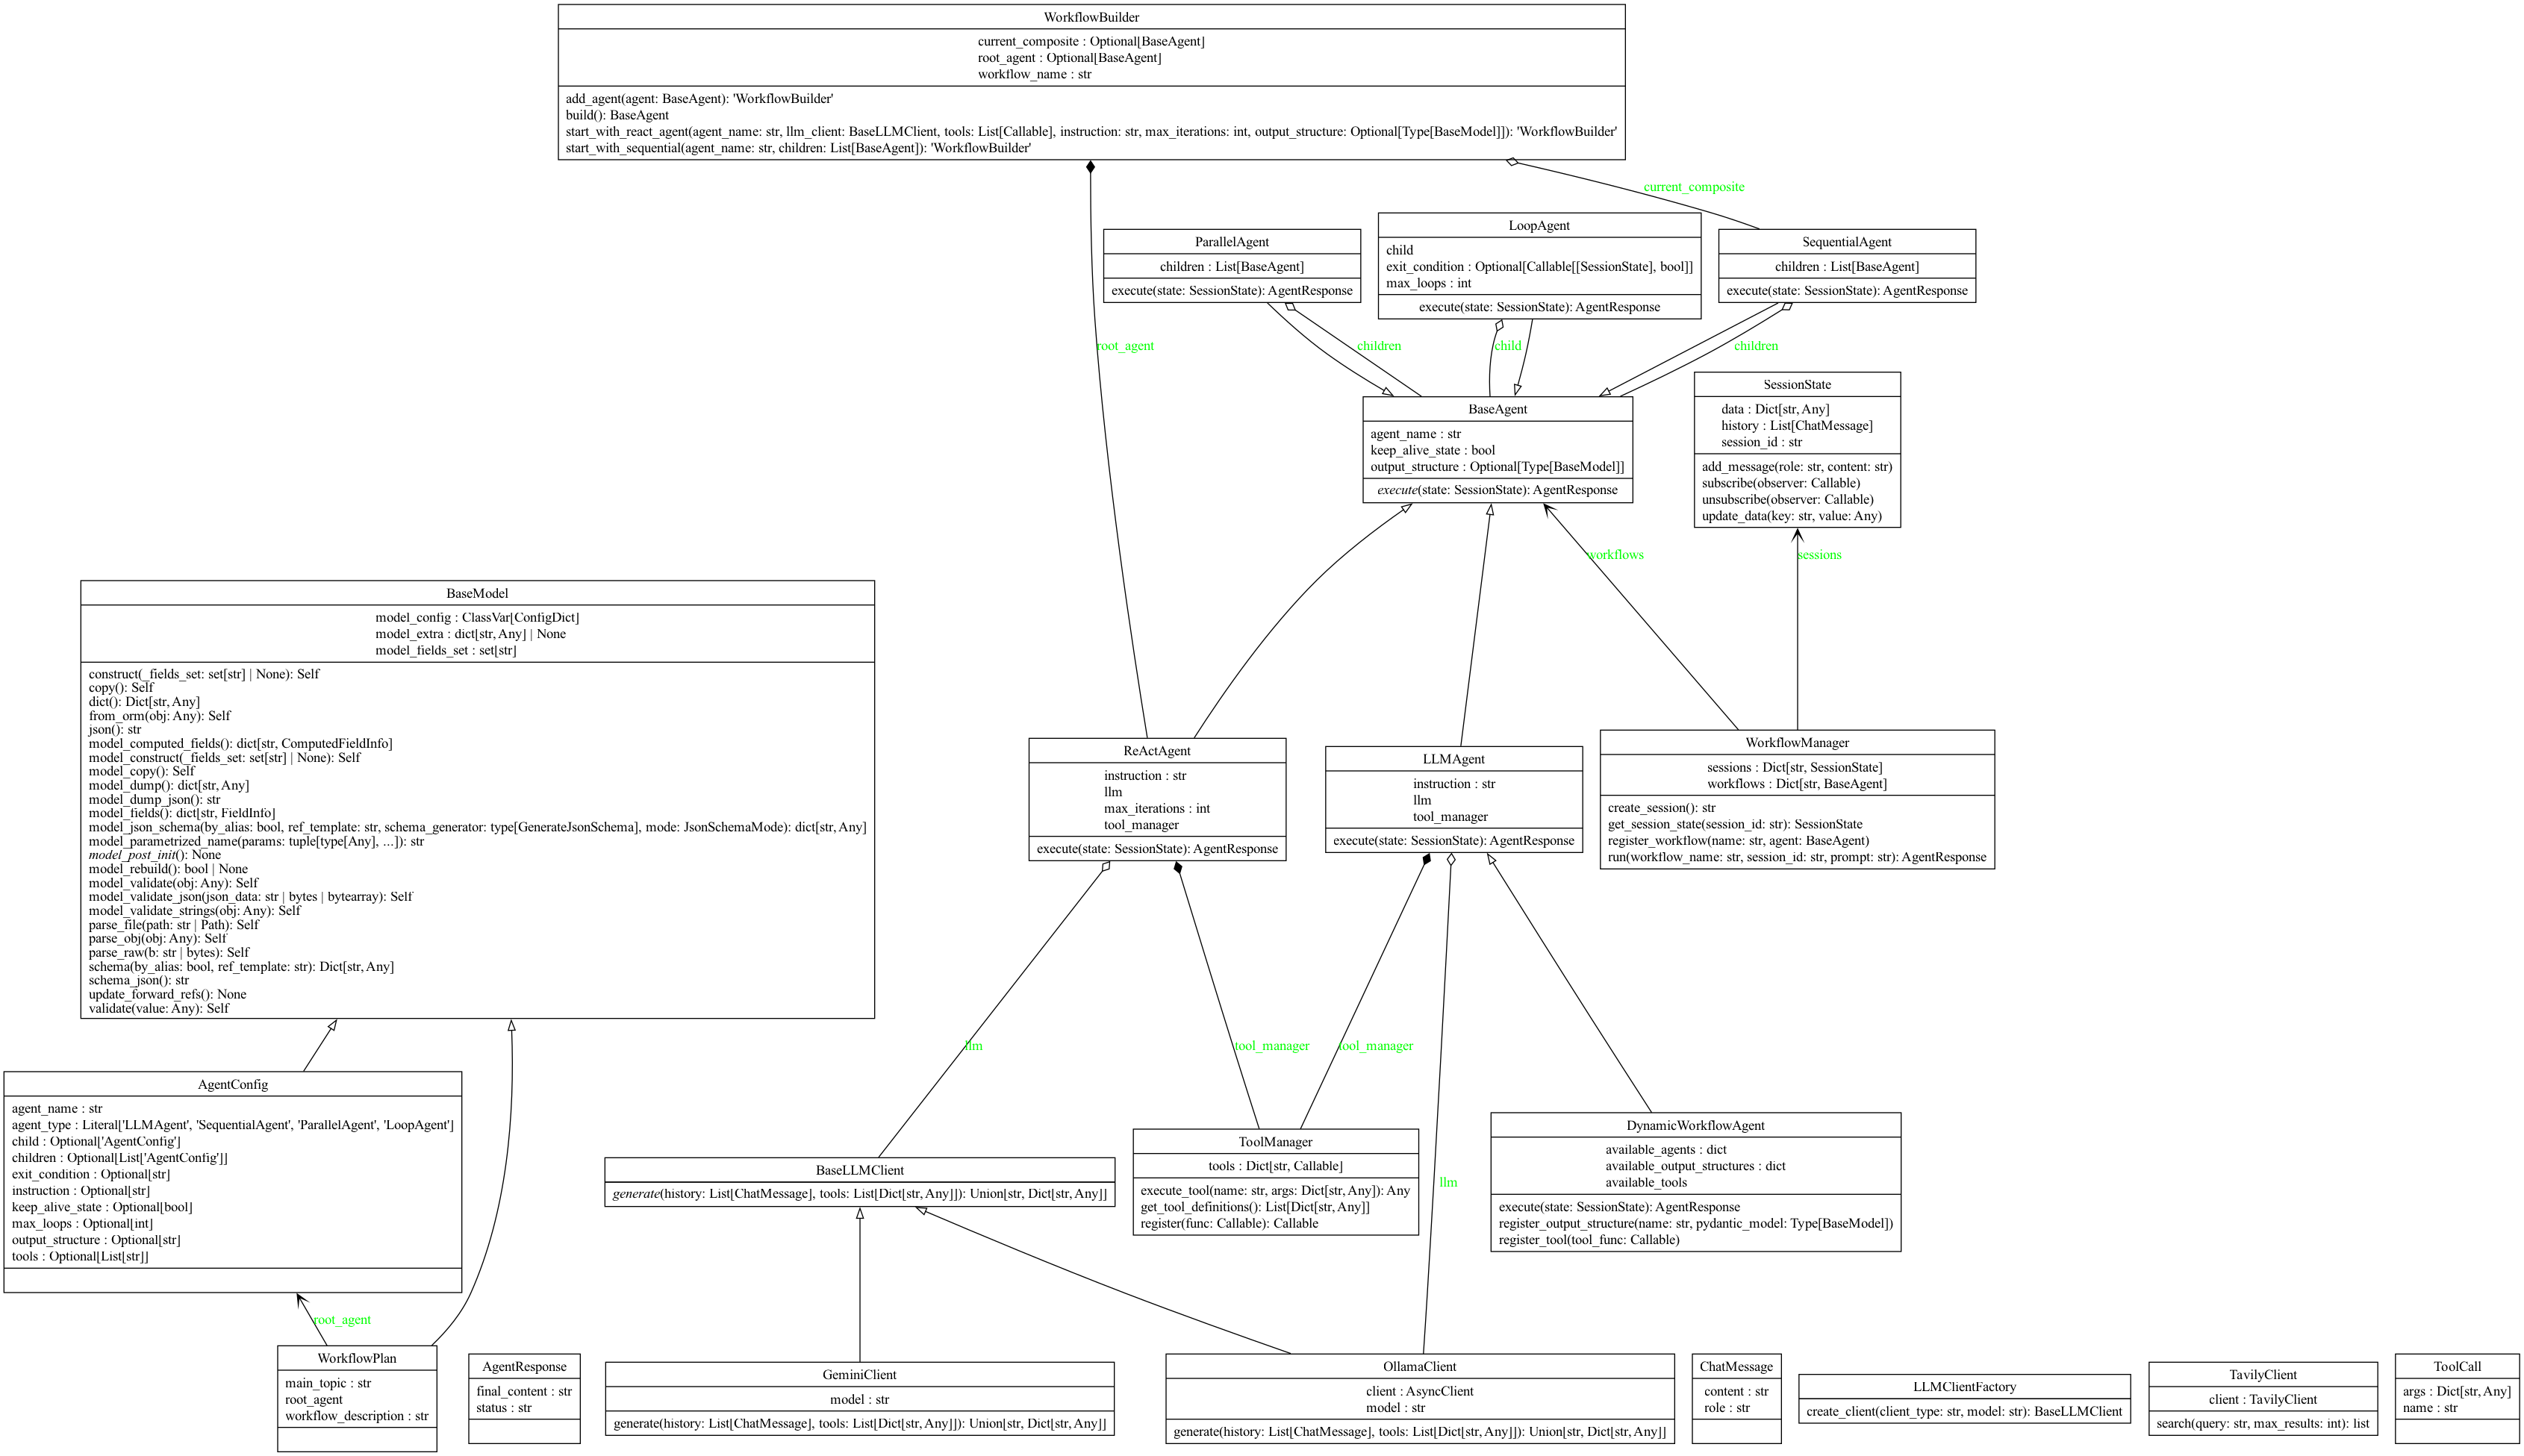 WorkflowBuilder
current_composite : Optional[BaseAgent]
root_agent : Optional[BaseAgent]
workflow_name : str
add_agent(agent: BaseAgent): 'WorkflowBuilder'
build(): BaseAgent
start_with_react_agent(agent_name: str, llm_client: BaseLLMClient, tools: List[Callable], instruction: str, max_iterations: int, output_structure: Optional[Type[BaseModel]]): 'WorkflowBuilder'
start_with_sequential(agent_name: str, children: List[BaseAgent]): 'WorkflowBuilder'
current_composite
ParallelAgent
children : List[BaseAgent]
execute(state: SessionState): AgentResponse
LoopAgent
child
exit_condition : Optional[Callable[[SessionState], bool]]
max_loops : int
execute(state: SessionState): AgentResponse
SequentialAgent
children : List[BaseAgent]
execute(state: SessionState): AgentResponse
root_agent
children
child
children
BaseAgent
agent_name : str
keep_alive_state : bool
output_structure : Optional[Type[BaseModel]]
execute(state: SessionState): AgentResponse
SessionState
data : Dict[str, Any]
history : List[ChatMessage]
session_id : str
add_message(role: str, content: str)
subscribe(observer: Callable)
unsubscribe(observer: Callable)
update_data(key: str, value: Any)
workflows
sessions
BaseModel
model_config : ClassVar[ConfigDict]
model_extra : dict[str, Any] | None
model_fields_set : set[str]
construct(_fields_set: set[str] | None): Self
copy(): Self
dict(): Dict[str, Any]
from_orm(obj: Any): Self
json(): str
model_computed_fields(): dict[str, ComputedFieldInfo]
model_construct(_fields_set: set[str] | None): Self
model_copy(): Self
model_dump(): dict[str, Any]
model_dump_json(): str
model_fields(): dict[str, FieldInfo]
model_json_schema(by_alias: bool, ref_template: str, schema_generator: type[GenerateJsonSchema], mode: JsonSchemaMode): dict[str, Any]
model_parametrized_name(params: tuple[type[Any], ...]): str
model_post_init(): None
model_rebuild(): bool | None
model_validate(obj: Any): Self
model_validate_json(json_data: str | bytes | bytearray): Self
model_validate_strings(obj: Any): Self
parse_file(path: str | Path): Self
parse_obj(obj: Any): Self
parse_raw(b: str | bytes): Self
schema(by_alias: bool, ref_template: str): Dict[str, Any]
schema_json(): str
update_forward_refs(): None
validate(value: Any): Self
ReActAgent
instruction : str
llm
max_iterations : int
tool_manager
execute(state: SessionState): AgentResponse
LLMAgent
instruction : str
llm
tool_manager
execute(state: SessionState): AgentResponse
WorkflowManager
sessions : Dict[str, SessionState]
workflows : Dict[str, BaseAgent]
create_session(): str
get_session_state(session_id: str): SessionState
register_workflow(name: str, agent: BaseAgent)
run(workflow_name: str, session_id: str, prompt: str): AgentResponse
llm
tool_manager
tool_manager
llm
AgentConfig
agent_name : str
agent_type : Literal['LLMAgent', 'SequentialAgent', 'ParallelAgent', 'LoopAgent']
child : Optional['AgentConfig']
children : Optional[List['AgentConfig']]
exit_condition : Optional[str]
instruction : Optional[str]
keep_alive_state : Optional[bool]
max_loops : Optional[int]
output_structure : Optional[str]
tools : Optional[List[str]]
BaseLLMClient
generate(history: List[ChatMessage], tools: List[Dict[str, Any]]): Union[str, Dict[str, Any]]
ToolManager
tools : Dict[str, Callable]
execute_tool(name: str, args: Dict[str, Any]): Any
get_tool_definitions(): List[Dict[str, Any]]
register(func: Callable): Callable
DynamicWorkflowAgent
available_agents : dict
available_output_structures : dict
available_tools
execute(state: SessionState): AgentResponse
register_output_structure(name: str, pydantic_model: Type[BaseModel])
register_tool(tool_func: Callable)
root_agent
WorkflowPlan
main_topic : str
root_agent
workflow_description : str
AgentResponse
final_content : str
status : str
GeminiClient
model : str
generate(history: List[ChatMessage], tools: List[Dict[str, Any]]): Union[str, Dict[str, Any]]
OllamaClient
client : AsyncClient
model : str
generate(history: List[ChatMessage], tools: List[Dict[str, Any]]): Union[str, Dict[str, Any]]
ChatMessage
content : str
role : str
LLMClientFactory
create_client(client_type: str, model: str): BaseLLMClient
TavilyClient
client : TavilyClient
search(query: str, max_results: int): list
ToolCall
args : Dict[str, Any]
name : str